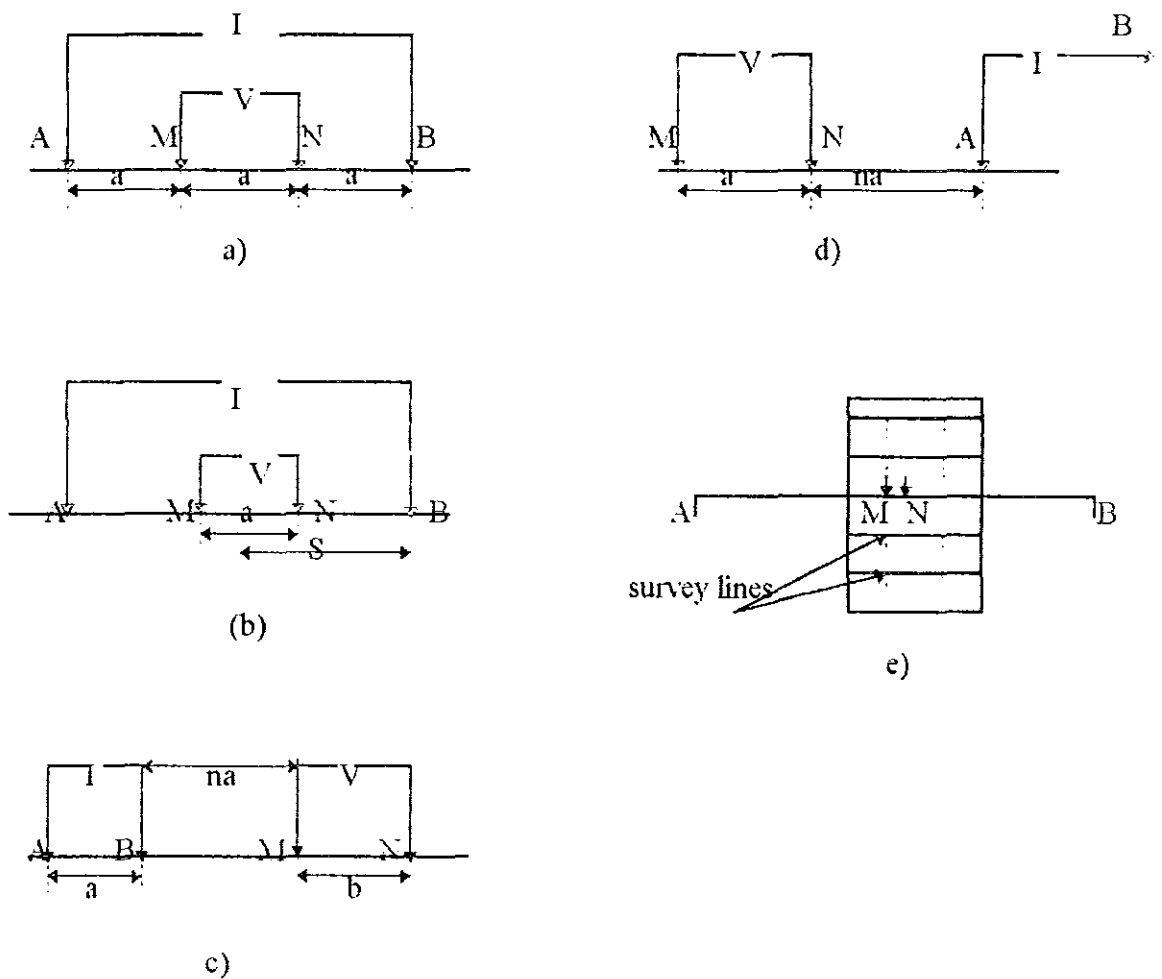 I
V
A M N B
a a a
a)
B
V I
M N A
a na
d)
I
V
A M a N B
S
(b)
A M N B
survey lines
e)
I na V
A B M N
a b
c)